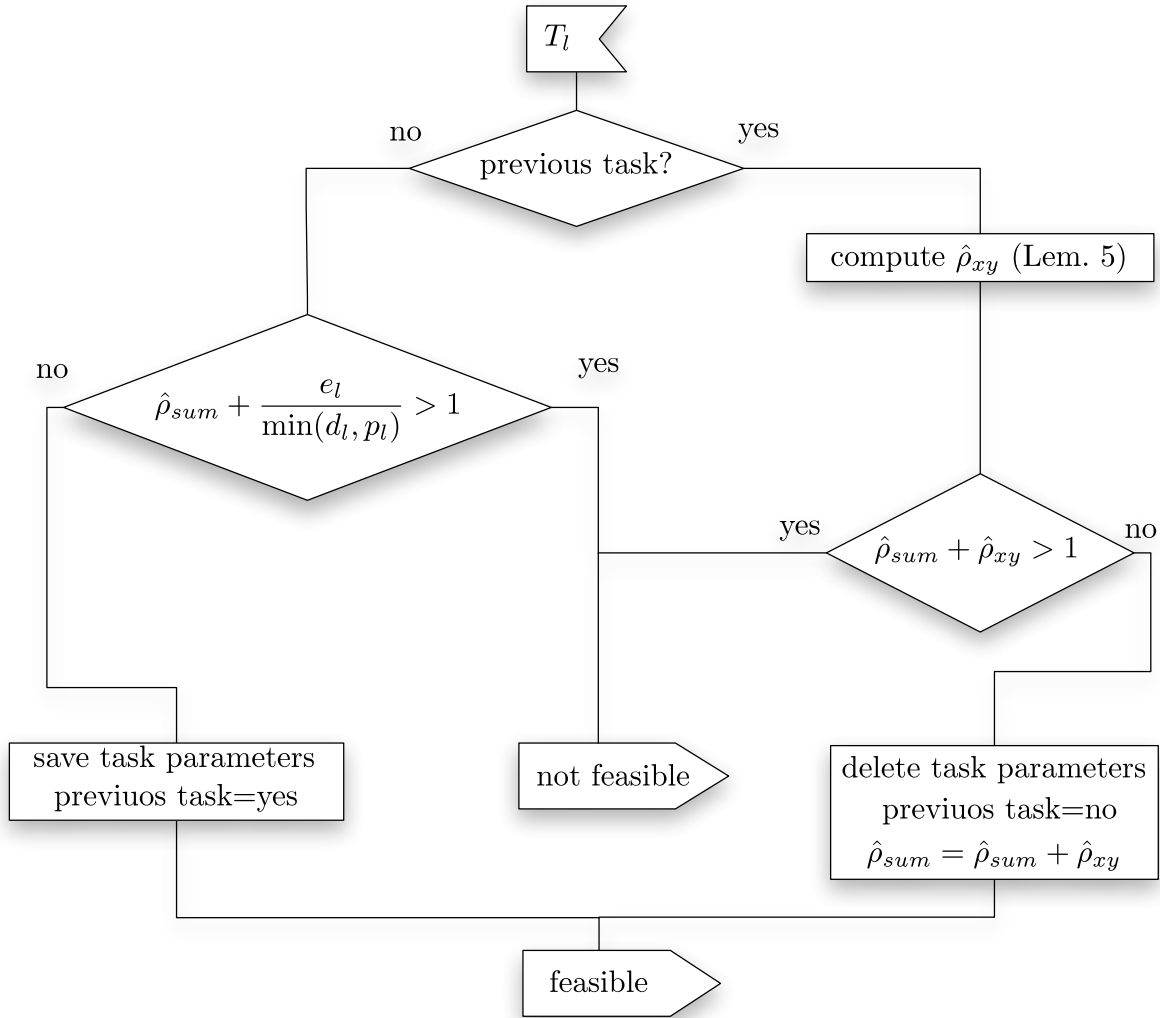 T_l
no
yes
previous task?
compute ρ̂_xy (Lem. 5)
no
yes
ρ̂_sum + e_l / min(d_l, p_l) > 1
yes
no
ρ̂_sum + ρ̂_xy > 1
save task parameters
previuos task=yes
not feasible
delete task parameters
previuos task=no
ρ̂_sum = ρ̂_sum + ρ̂_xy
feasible